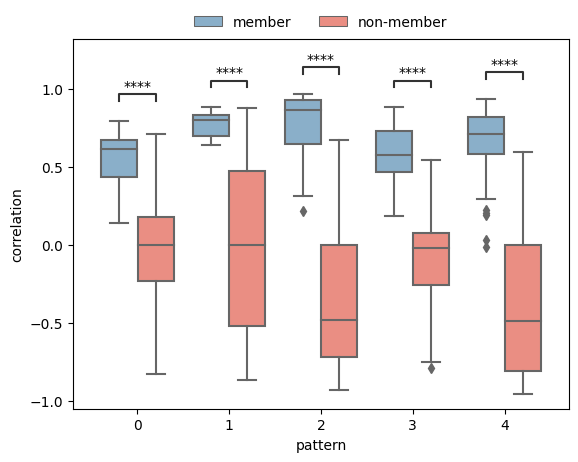 member non-member
****
****
****
****
****
1.0
0.5
0.0
−0.5
−1.0
correlation
0 1 2 3 4
pattern